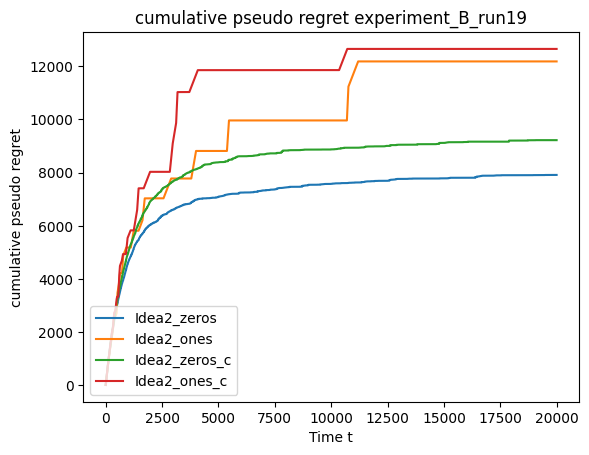 cumulative pseudo regret experiment_B_run19
cumulative pseudo regret
12000
10000
8000
6000
4000
2000
0
Idea2_zeros
Idea2_ones
Idea2_zeros_c
Idea2_ones_c
0 2500 5000 7500 10000 12500 15000 17500 20000
Time t